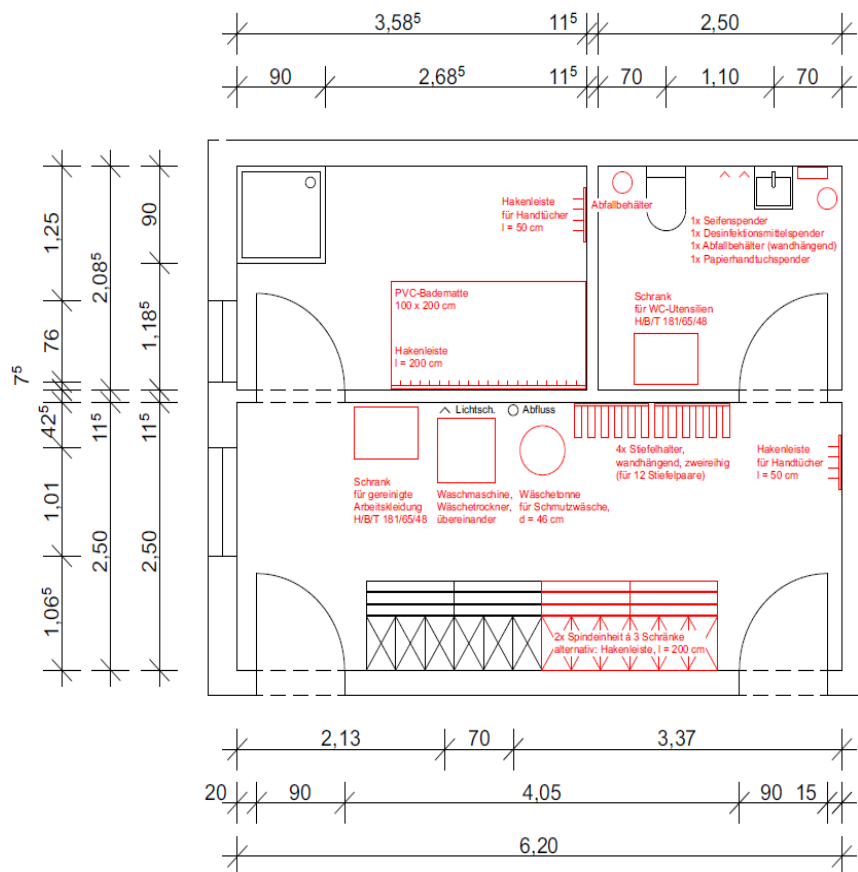 3,58⁵ 11⁵ 2,50
90 2,68⁵ 11⁵ 70 1,10 70
1,25
2,08⁵
90
76
1,18⁵
7⁵
42⁵
11⁵
11⁵
1,01
2,50
2,50
1,06⁵
Hakenleiste
für Handtücher
l = 50 cm
Abfallbehälter
1x Seifenspender
1x Desinfektionsmittelspender
1x Abfallbehälter (wandhängend)
1x Papierhandtuchspender
PVC-Badematte
100 x 200 cm
Hakenleiste
l = 200 cm
Schrank
für WC-Utensilien
H/B/T 181/65/48
Lichtsch.
Abfluss
Schrank
für gereinigte
Arbeitskleidung
H/B/T 181/65/48
Waschmaschine,
Wäschetrockner,
übereinander
Wäschetonne
für Schmutzwäsche,
d = 46 cm
4x Stiefelhalter,
wandhängend, zweireihig
(für 12 Stiefelpaare)
Hakenleiste
für Handtücher
l = 50 cm
2x Spindeinheit á 3 Schränke
alternativ: Hakenleiste, l = 200 cm
2,13 70 3,37
20 90 4,05 90 15
6,20